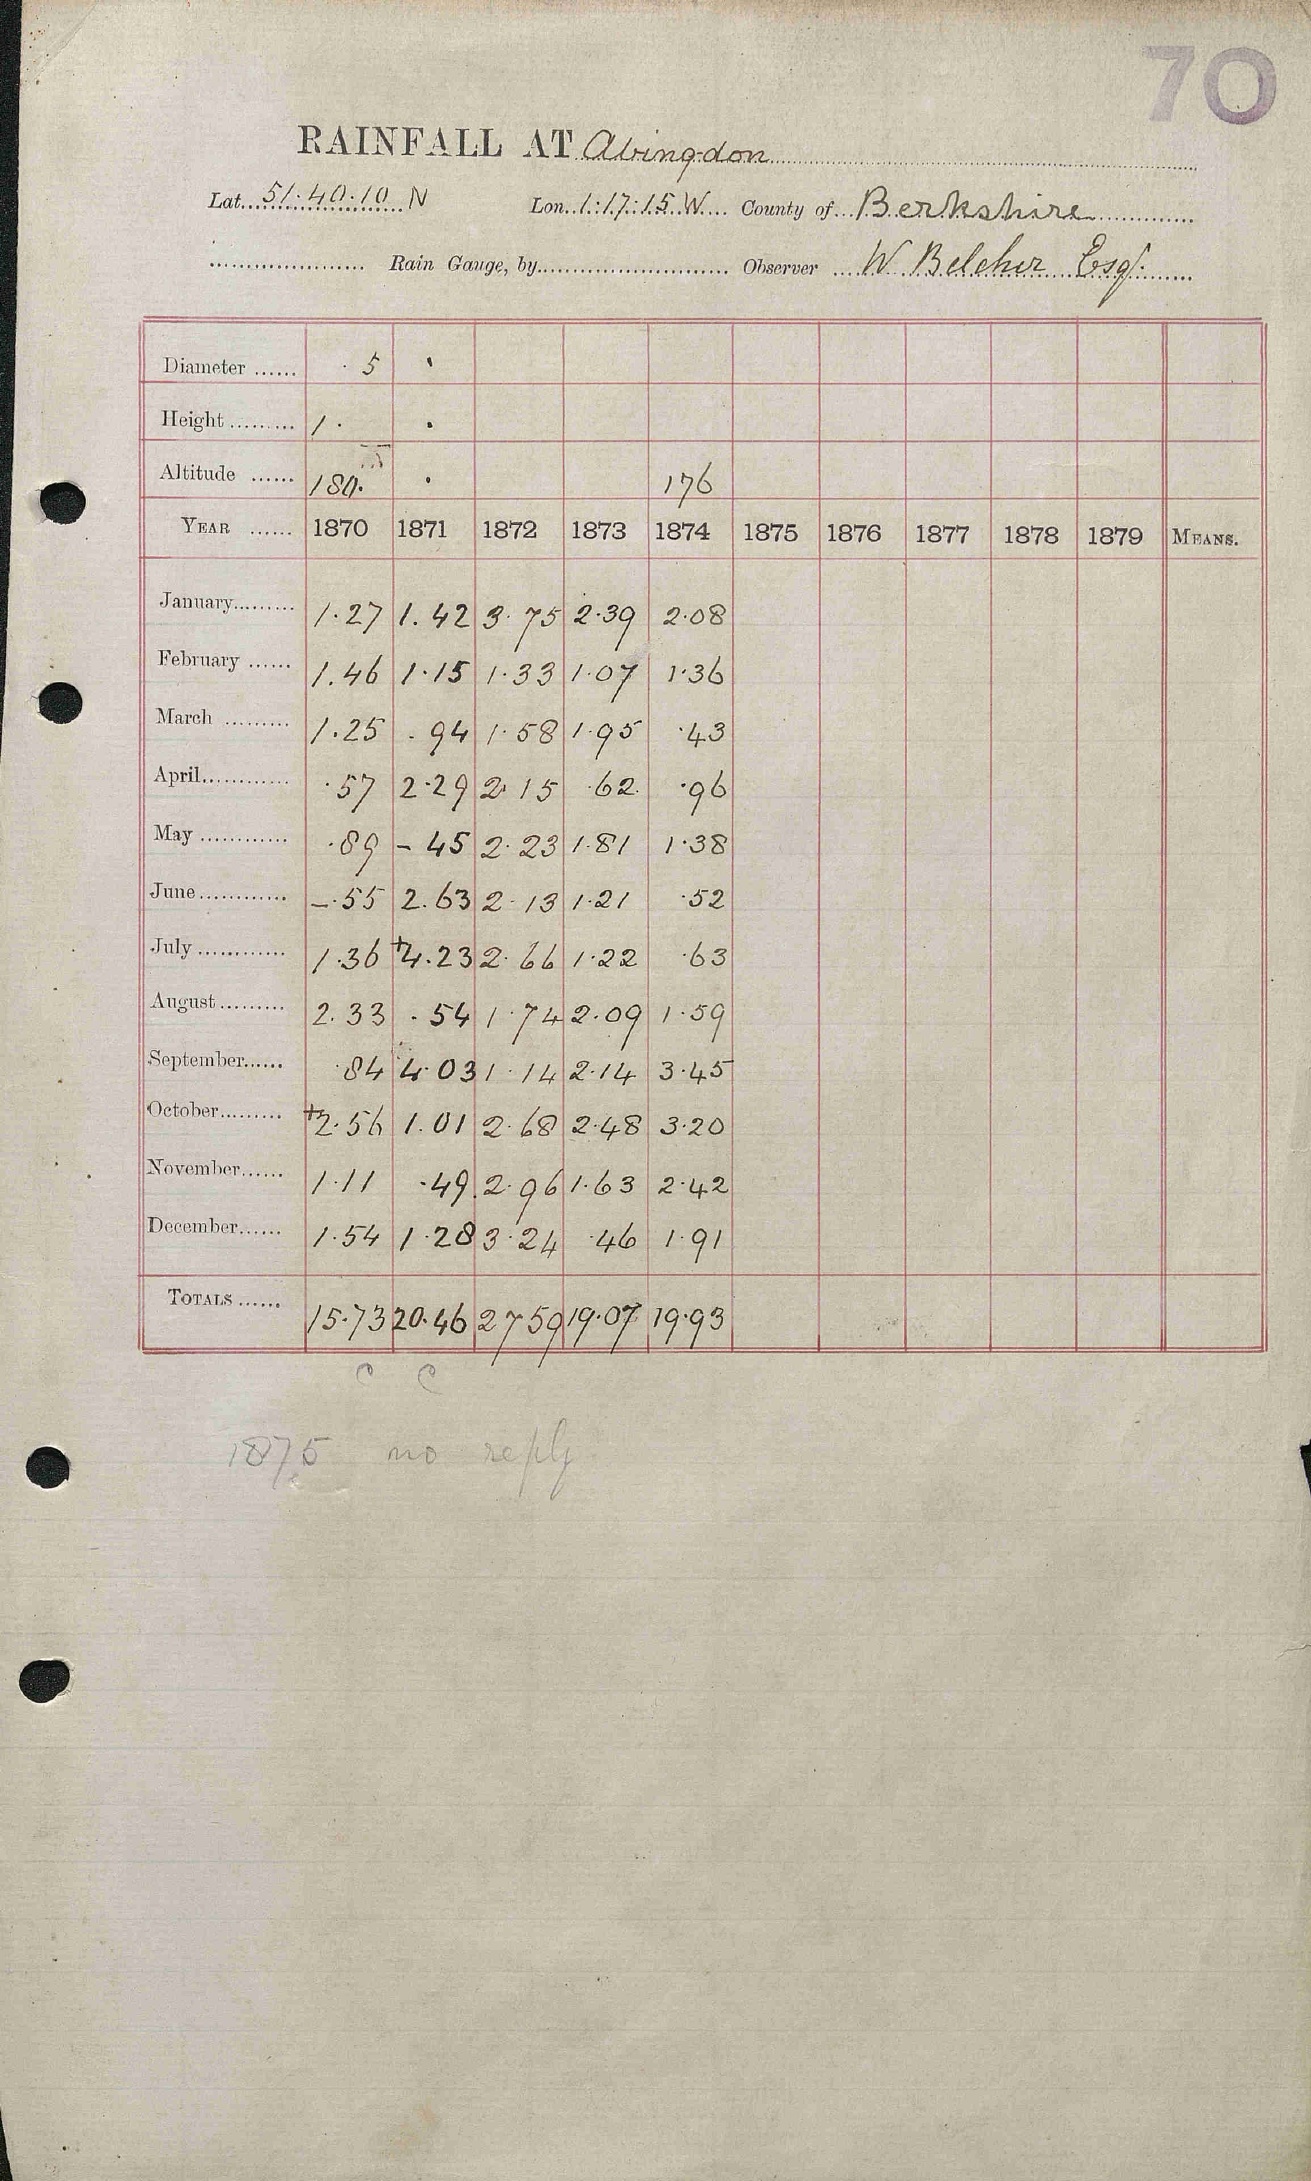 70
RAINFALL AT Abingdon
Lat. 51.40.10 N Lon. 1.17.15 W County of Berkshire
Rain Gauge, by Observer W Belcher Esq.
Diameter 5 .
Height 1. .
Altitude 180. . 176
YEAR 1870 1871 1872 1873 1874 1875 1876 1877 1878 1879 MEANS.
January 1.27 1.42 3.75 2.39 2.08
February 1.46 1.15 1.33 1.07 1.36
March 1.25 .94 1.58 1.95 .43
April .57 2.29 2.15 .62 .96
May .89 - 45 2.23 1.81 1.38
June -.55 2.63 2.13 1.21 .52
July 1.36 +4.23 2.66 1.22 .63
August 2.33 .54 1.74 2.09 1.59
September .84 4.03 1.14 2.14 3.45
October +2.56 1.01 2.68 2.48 3.20
November 1.11 .49 2.96 1.63 2.42
December 1.54 1.28 3.24 .46 1.91
TOTALS 15.73 20.46 27 59 19.07 19.93
C C
1875 no reply